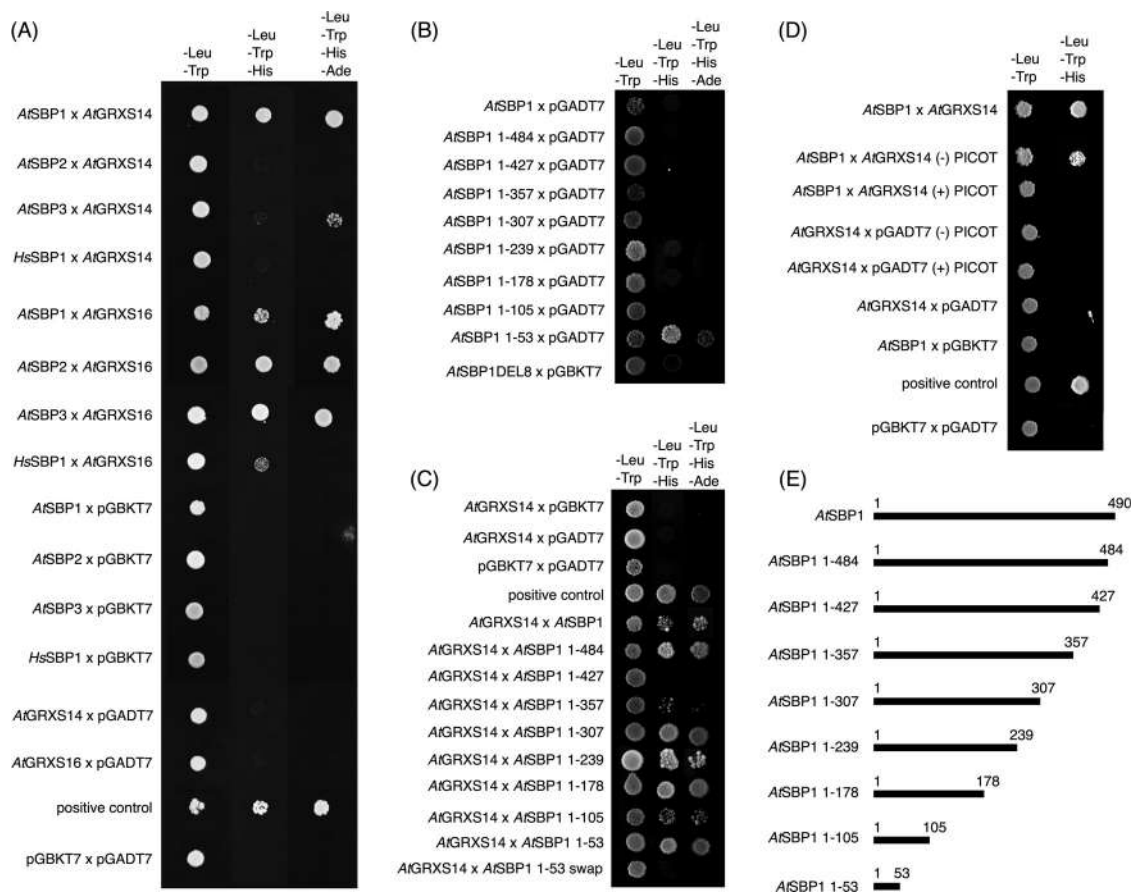 (A)
-Leu
-Trp
-Leu
-Trp
-His
-Leu
-Trp
-His
-Ade
AtSBP1 x AtGRXS14
AtSBP2 x AtGRXS14
AtSBP3 x AtGRXS14
HsSBP1 x AtGRXS14
AtSBP1 x AtGRXS16
AtSBP2 x AtGRXS16
AtSBP3 x AtGRXS16
HsSBP1 x AtGRXS16
AtSBP1 x pGBKT7
AtSBP2 x pGBKT7
AtSBP3 x pGBKT7
HsSBP1 x pGBKT7
AtGRXS14 x pGADT7
AtGRXS16 x pGADT7
positive control
pGBKT7 x pGADT7
(B)
-Leu
-Trp
-Leu
-Trp
-His
-Leu
-Trp
-His
-Ade
AtSBP1 x pGADT7
AtSBP1 1-484 x pGADT7
AtSBP1 1-427 x pGADT7
AtSBP1 1-357 x pGADT7
AtSBP1 1-307 x pGADT7
AtSBP1 1-239 x pGADT7
AtSBP1 1-178 x pGADT7
AtSBP1 1-105 x pGADT7
AtSBP1 1-53 x pGADT7
AtSBP1DEL8 x pGBKT7
(C)
-Leu
-Trp
-Leu
-Trp
-His
-Leu
-Trp
-His
-Ade
AtGRXS14 x pGBKT7
AtGRXS14 x pGADT7
pGBKT7 x pGADT7
positive control
AtGRXS14 x AtSBP1
AtGRXS14 x AtSBP1 1-484
AtGRXS14 x AtSBP1 1-427
AtGRXS14 x AtSBP1 1-357
AtGRXS14 x AtSBP1 1-307
AtGRXS14 x AtSBP1 1-239
AtGRXS14 x AtSBP1 1-178
AtGRXS14 x AtSBP1 1-105
AtGRXS14 x AtSBP1 1-53
AtGRXS14 x AtSBP1 1-53 swap
(D)
-Leu
-Trp
-Leu
-Trp
-His
AtSBP1 x AtGRXS14
AtSBP1 x AtGRXS14 (-) PICOT
AtSBP1 x AtGRXS14 (+) PICOT
AtGRXS14 x pGADT7 (-) PICOT
AtGRXS14 x pGADT7 (+) PICOT
AtGRXS14 x pGADT7
AtSBP1 x pGBKT7
positive control
pGBKT7 x pGADT7
(E)
1 490
AtSBP1
1 484
AtSBP1 1-484
1 427
AtSBP1 1-427
1 357
AtSBP1 1-357
1 307
AtSBP1 1-307
1 239
AtSBP1 1-239
1 178
AtSBP1 1-178
1 105
AtSBP1 1-105
1 53
AtSBP1 1-53